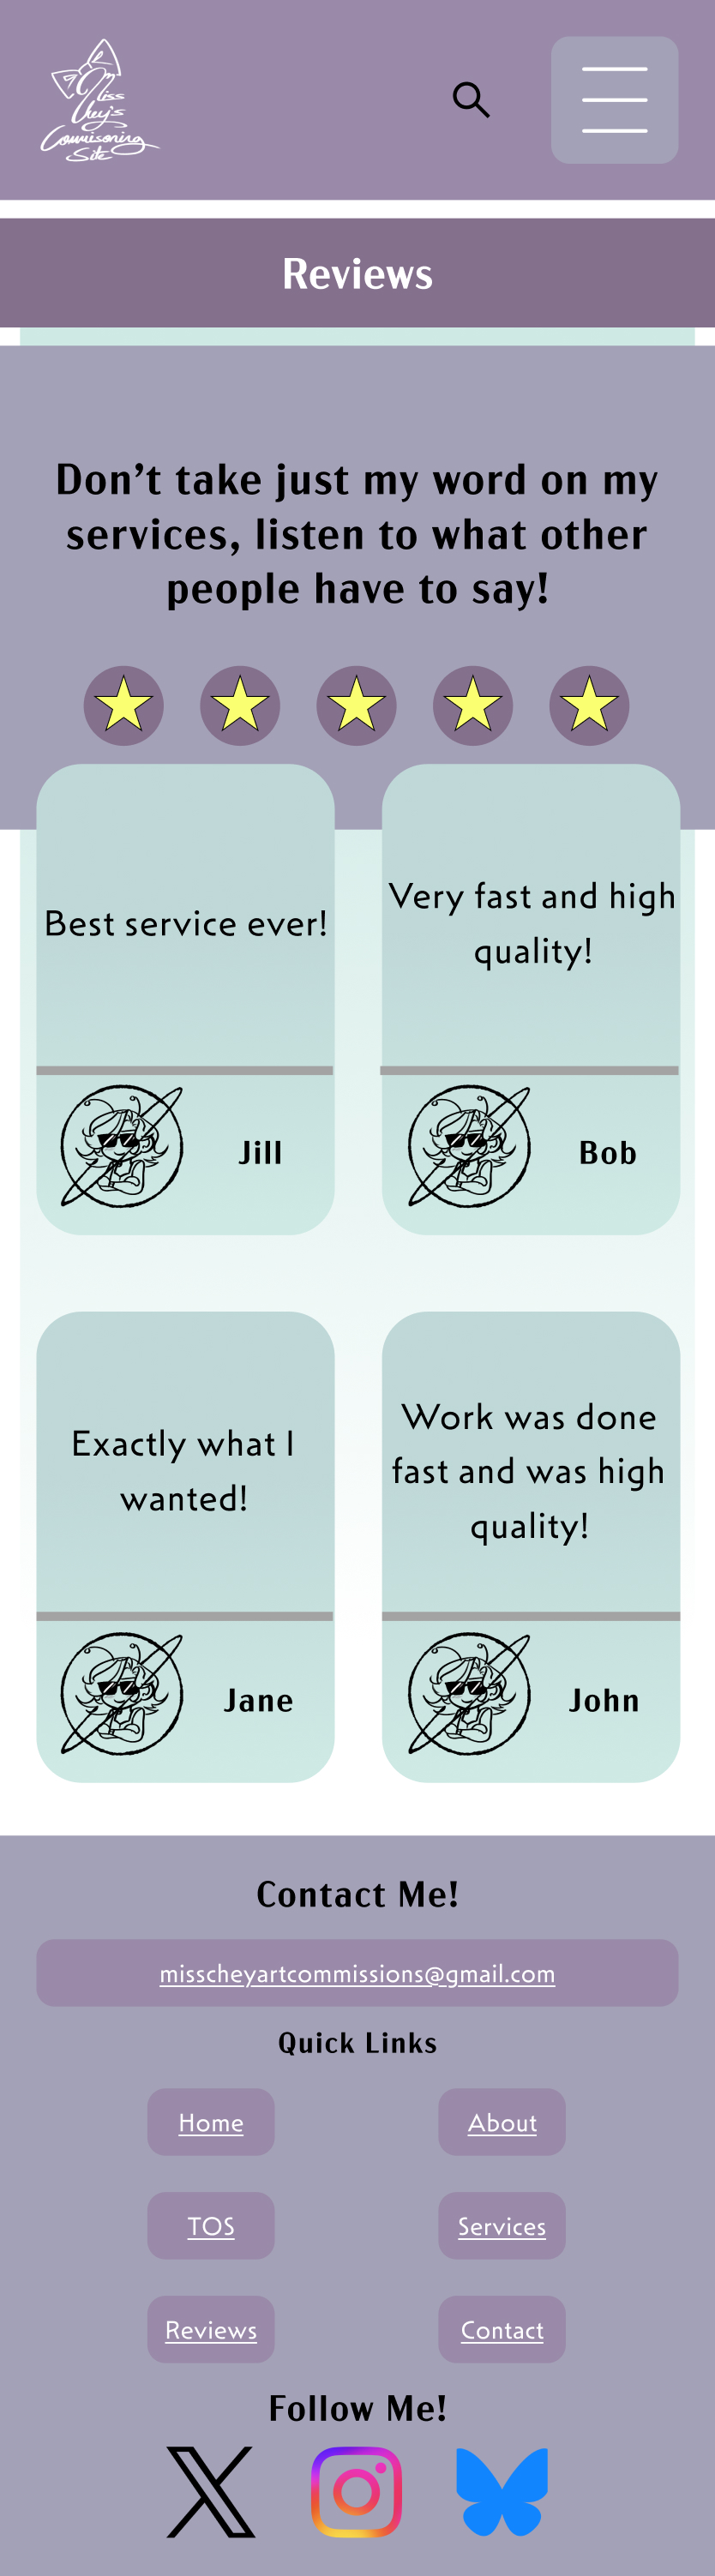 Miss
Chey's
Commisoning
Site
Reviews
Don’t take just my word on my
services, listen to what other
people have to say!
Best service ever!
Very fast and high
quality!
Jill
Bob
Exactly what I
wanted!
Work was done
fast and was high
quality!
Jane
John
Contact Me!
misscheyartcommissions@gmail.com
Quick Links
Home
About
TOS
Services
Reviews
Contact
Follow Me!